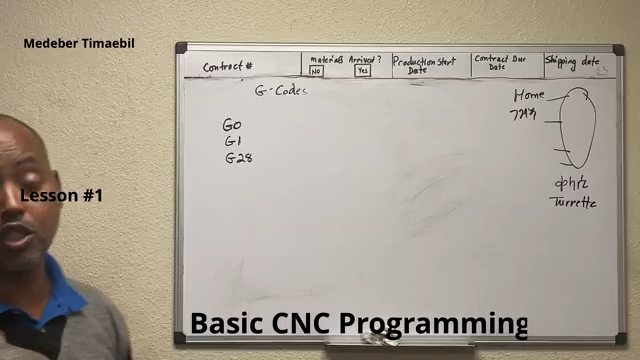 Medeber Timaebil
Contract #
Materials Arrived?
NO
Yes
Production Start
Date
Contract Due
Date
Shipping date
G-Codes
Home
G0
G1
G28
Lesson #1
Turrette
Basic CNC Programming